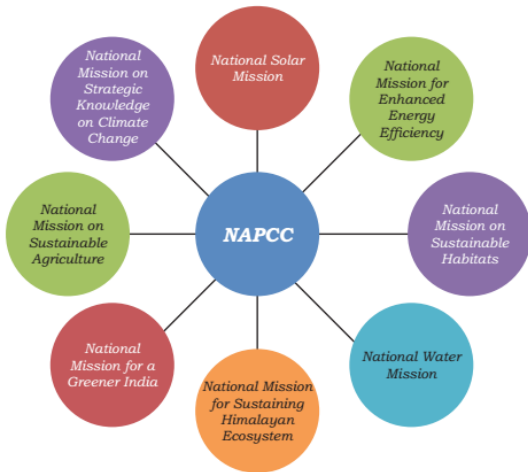 National Solar
Mission
National
Mission for
Enhanced
Energy
Efficiency
National
Mission on
Sustainable
Habitats
National Water
Mission
National Mission
for Sustaining
Himalayan
Ecosystem
National
Mission for a
Greener India
National
Mission on
Sustainable
Agriculture
National
Mission on
Strategic
Knowledge
on Climate
Change
NAPCC